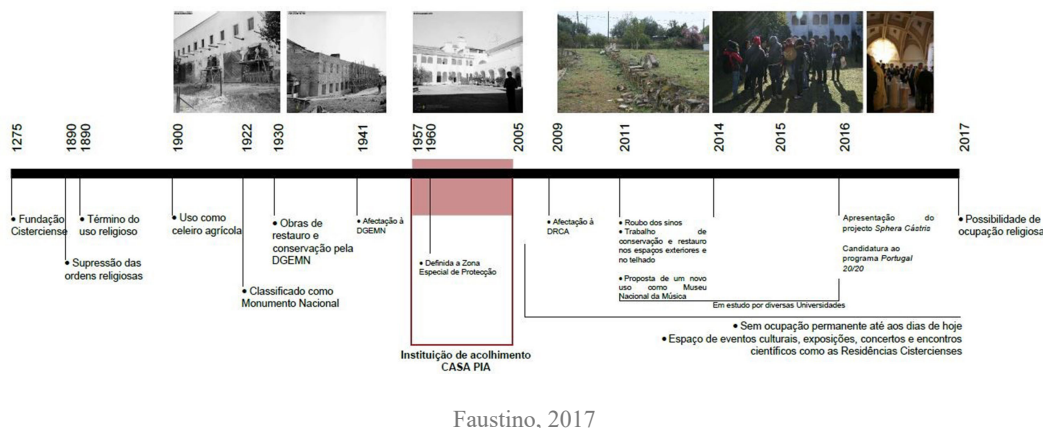 1275
1890
1890
1900
1922
1930
1941
1957
1960
2005
2009
2011
2014
2015
2016
2017
• Fundação
Cisterciense
• Supressão das
ordens religiosas
• Término do
uso religioso
• Uso como
celeiro agrícola
• Classificado como
Monumento Nacional
• Obras de
restauro e
conservação pela
DGEMN
• Afectação à
DGEMN
• Definida a Zona
Especial de Protecção
Instituição de acolhimento
CASA PIA
• Afectação à
DRCA
• Roubo dos sinos
• Trabalho de
conservação e restauro
nos espaços exteriores e
no telhado
• Proposta de um novo
uso como Museu
Nacional da Música
Em estudo por diversas Universidades
Apresentação do
projecto Sphera Cástris
Candidatura ao
programa Portugal
20/20
• Possibilidade de
ocupação religiosa
• Sem ocupação permanente até aos dias de hoje
• Espaço de eventos culturais, exposições, concertos e encontros
científicos como as Residências Cistercienses
Faustino, 2017